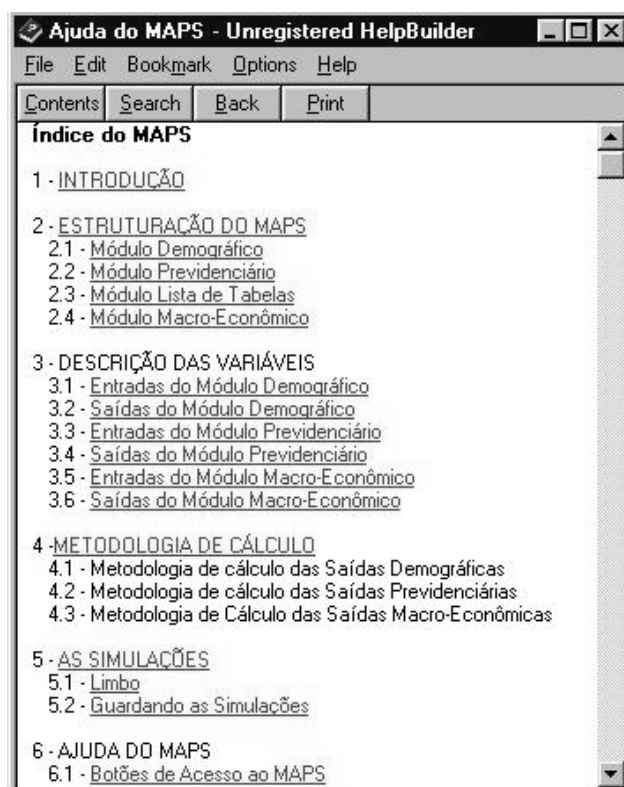 Ajuda do MAPS - Unregistered HelpBuilder
File Edit Bookmark Options Help
Contents Search Back Print
Índice do MAPS
1 - INTRODUÇÃO
2 - ESTRUTURAÇÃO DO MAPS
2.1 - Módulo Demográfico
2.2 - Módulo Previdenciário
2.3 - Módulo Lista de Tabelas
2.4 - Módulo Macro-Econômico
3 - DESCRIÇÃO DAS VARIÁVEIS
3.1 - Entradas do Módulo Demográfico
3.2 - Saídas do Módulo Demográfico
3.3 - Entradas do Módulo Previdenciário
3.4 - Saídas do Módulo Previdenciário
3.5 - Entradas do Módulo Macro-Econômico
3.6 - Saídas do Módulo Macro-Econômico
4 -METODOLOGIA DE CÁLCULO
4.1 - Metodologia de cálculo das Saídas Demográficas
4.2 - Metodologia de cálculo das Saídas Previdenciárias
4.3 - Metodologia de Cálculo das Saídas Macro-Econômicas
5 - AS SIMULAÇÕES
5.1 - Limbo
5.2 - Guardando as Simulações
6 - AJUDA DO MAPS
6.1 - Botões de Acesso ao MAPS